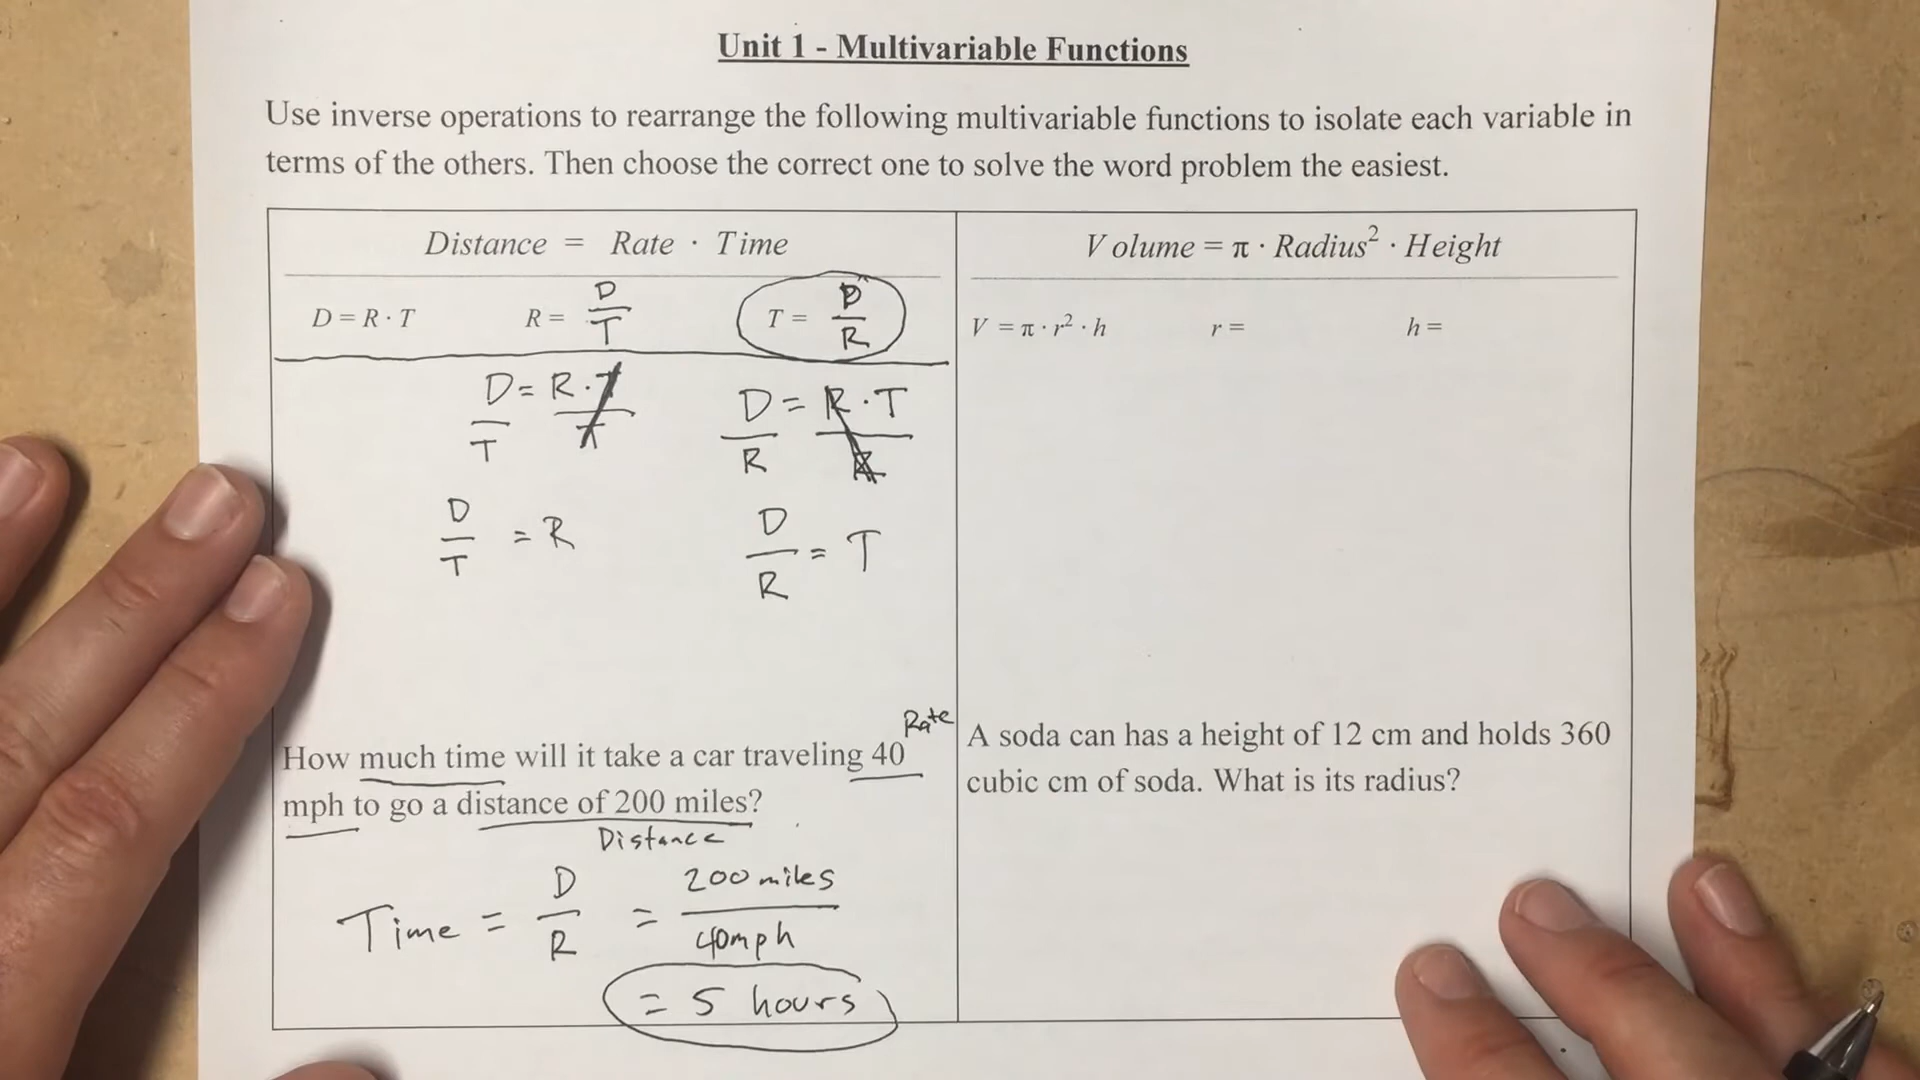 Unit 1 - Multivariable Functions
Use inverse operations to rearrange the following multivariable functions to isolate each variable in
terms of the others. Then choose the correct one to solve the word problem the easiest.
Distance = Rate · Time
D = R · T R = D/T T = D/R
D = R · T
T T
D/T = R
D = R · T
R R
D/R = T
How much time will it take a car traveling 40
Rate
mph to go a distance of 200 miles?
Distance
Time = D/R = 200 miles/40mph
= 5 hours
Volume = π · Radius² · Height
V = π · r² · h r = h =
A soda can has a height of 12 cm and holds 360
cubic cm of soda. What is its radius?